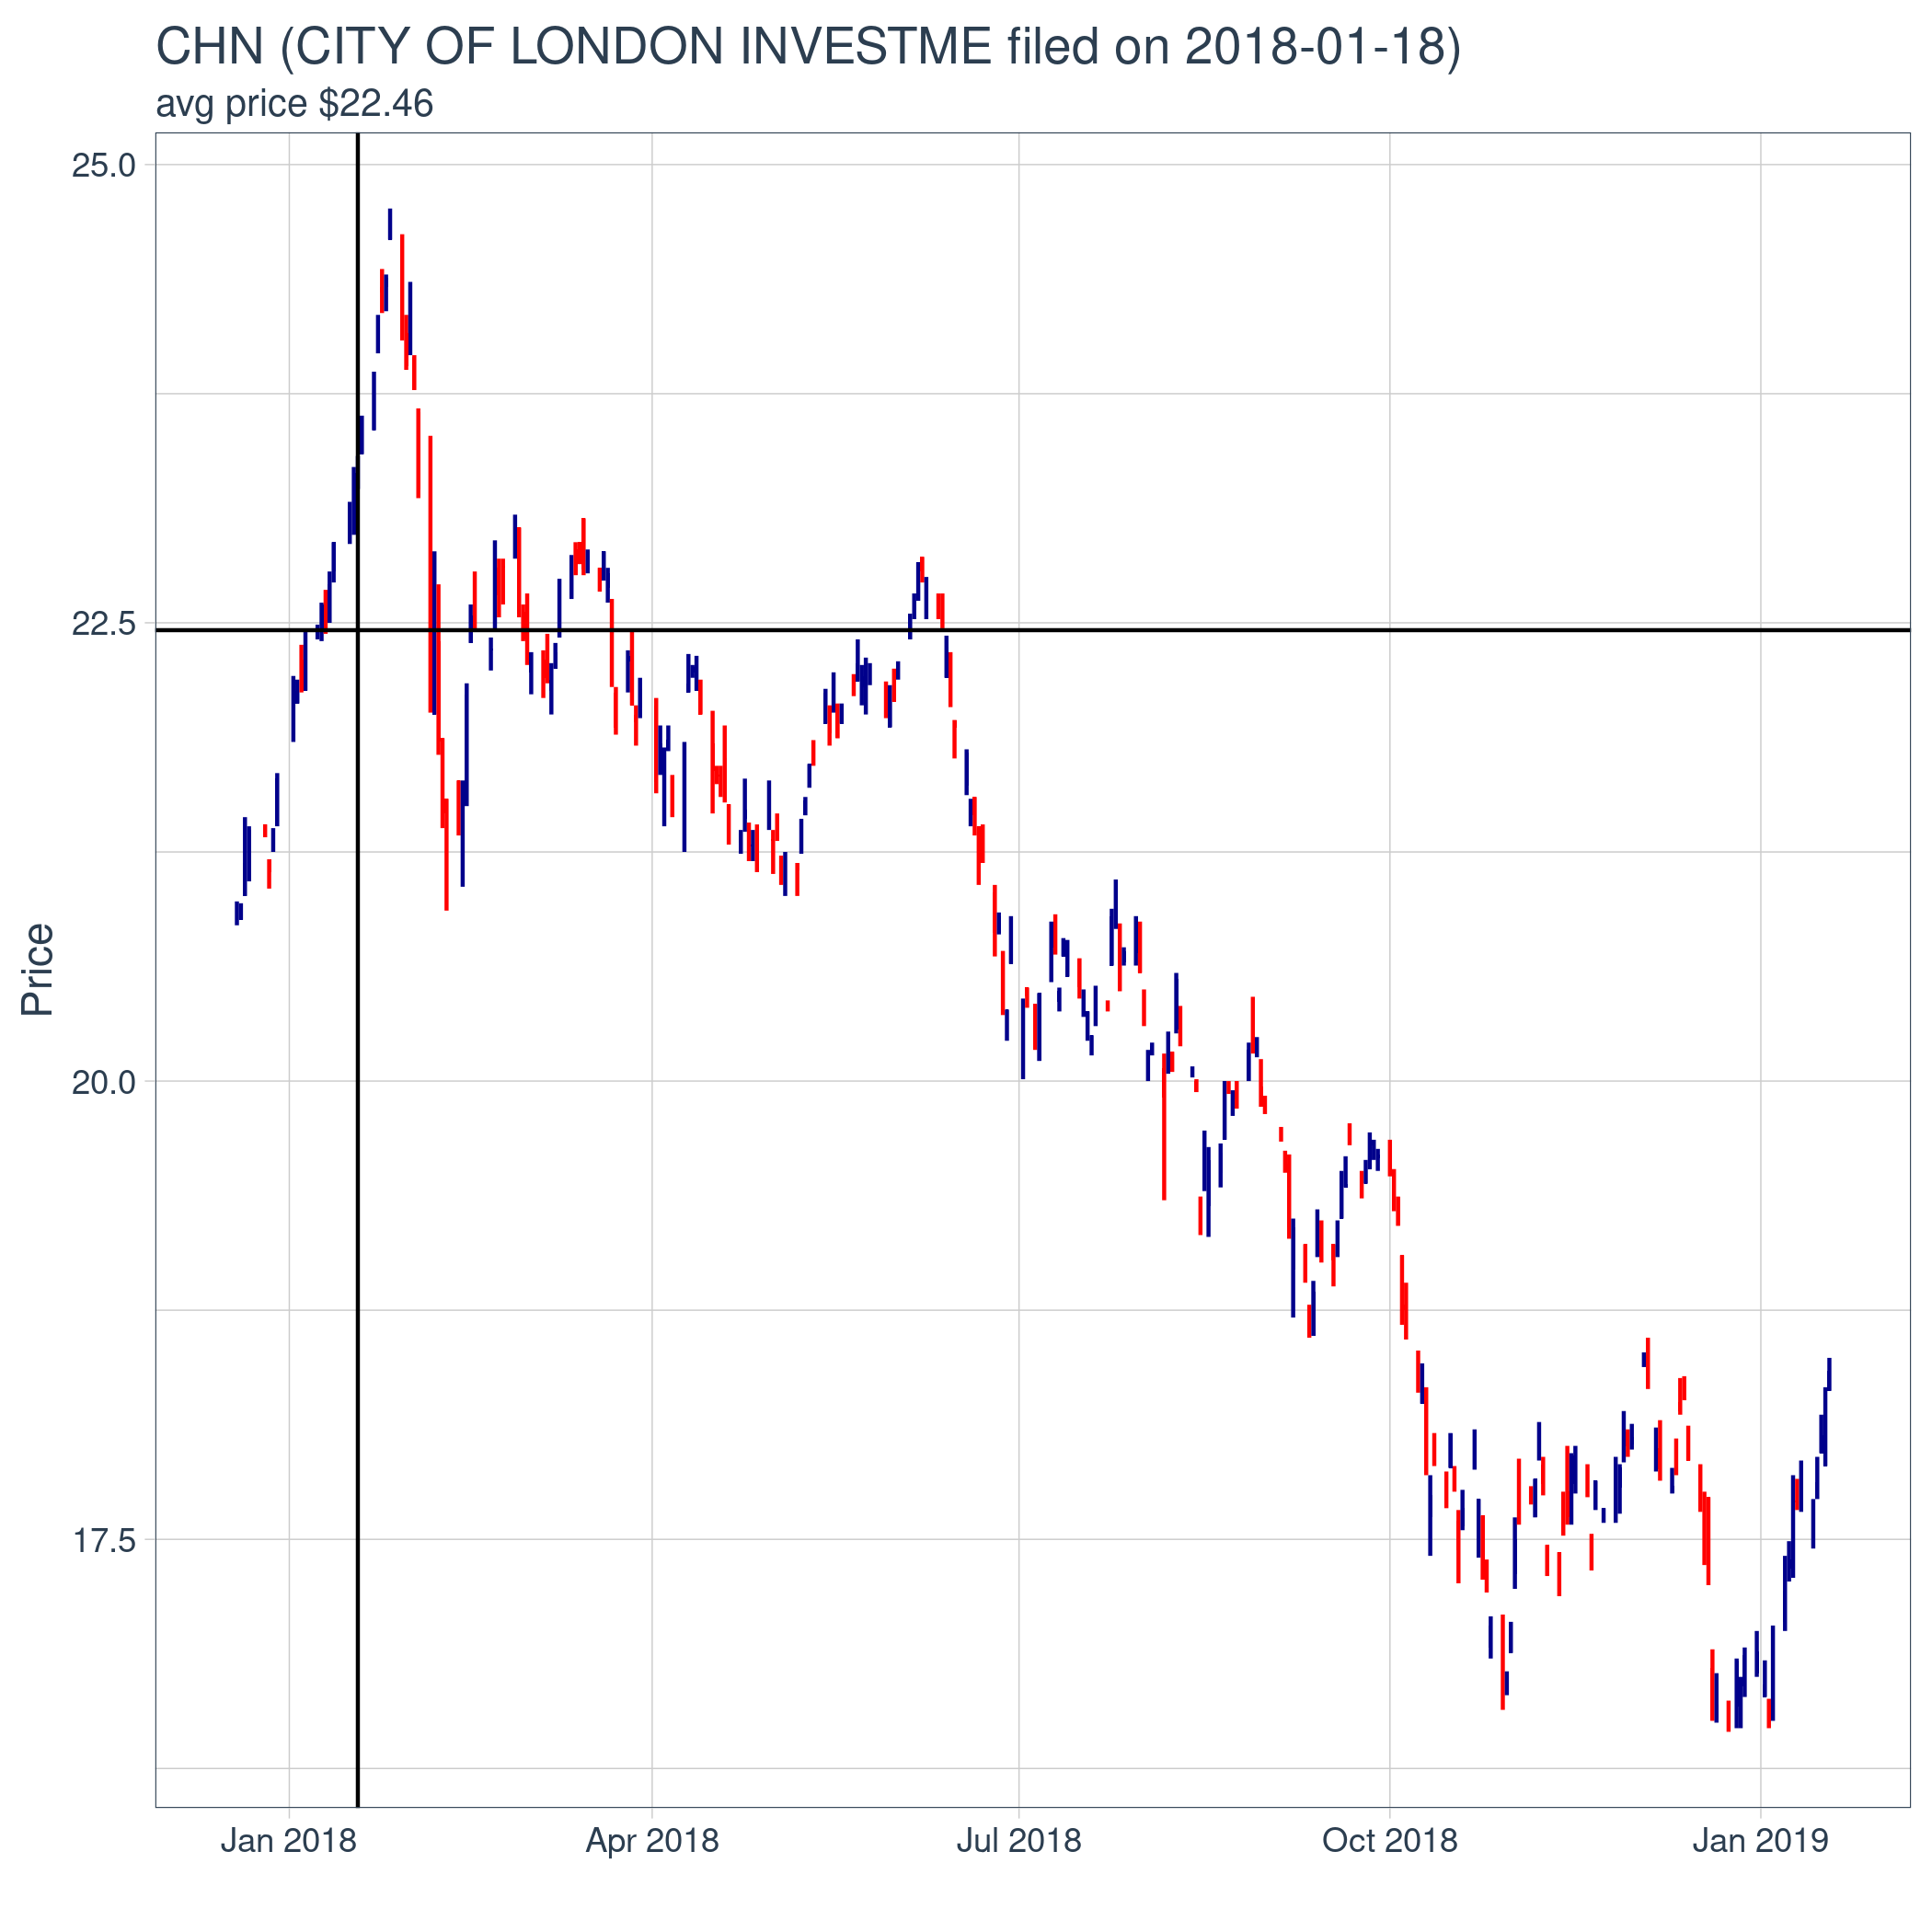 CHN (CITY OF LONDON INVESTME filed on 2018-01-18)
avg price $22.46
25.0
22.5
20.0
17.5
Price
Jan 2018
Apr 2018
Jul 2018
Oct 2018
Jan 2019